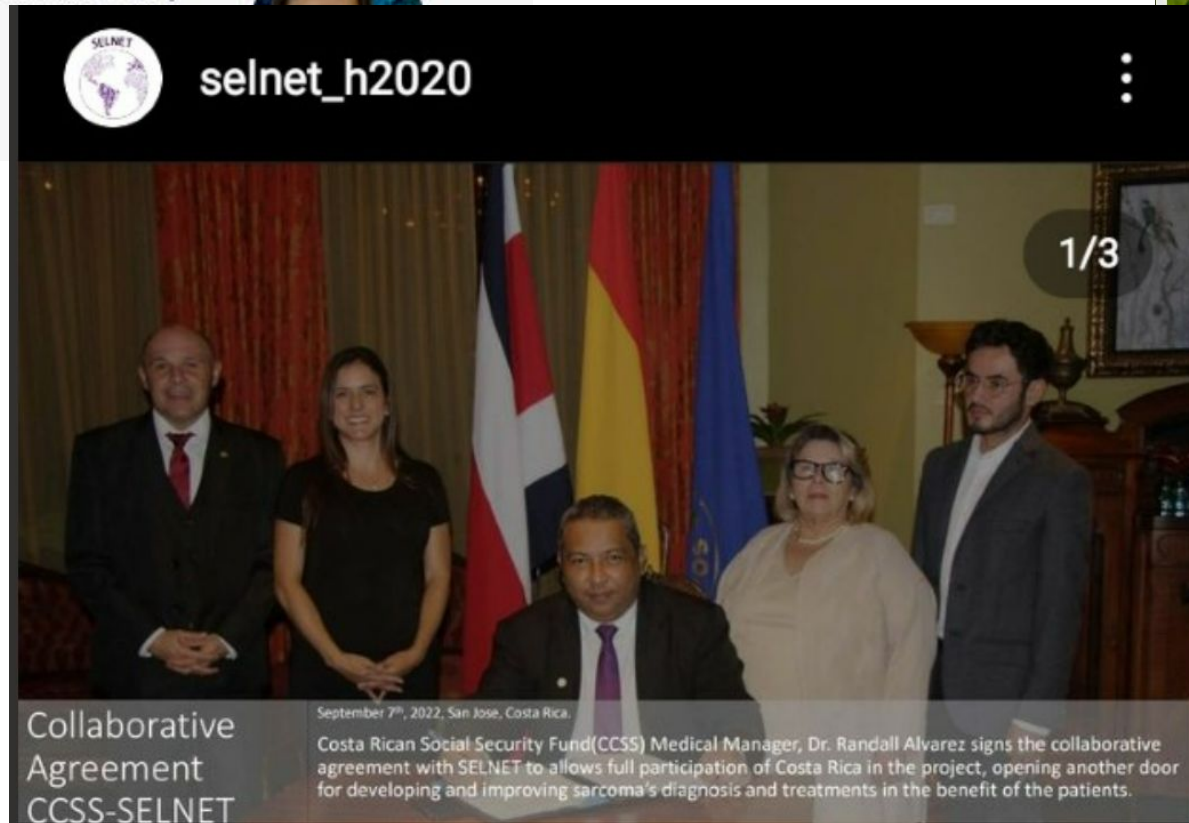 SELNET
selnet_h2020
1/3
Collaborative
Agreement
CCSS-SELNET
September 7th, 2022, San Jose, Costa Rica.
Costa Rican Social Security Fund(CCSS) Medical Manager, Dr. Randall Alvarez signs the collaborative
agreement with SELNET to allows full participation of Costa Rica in the project, opening another door
for developing and improving sarcoma's diagnosis and treatments in the benefit of the patients.